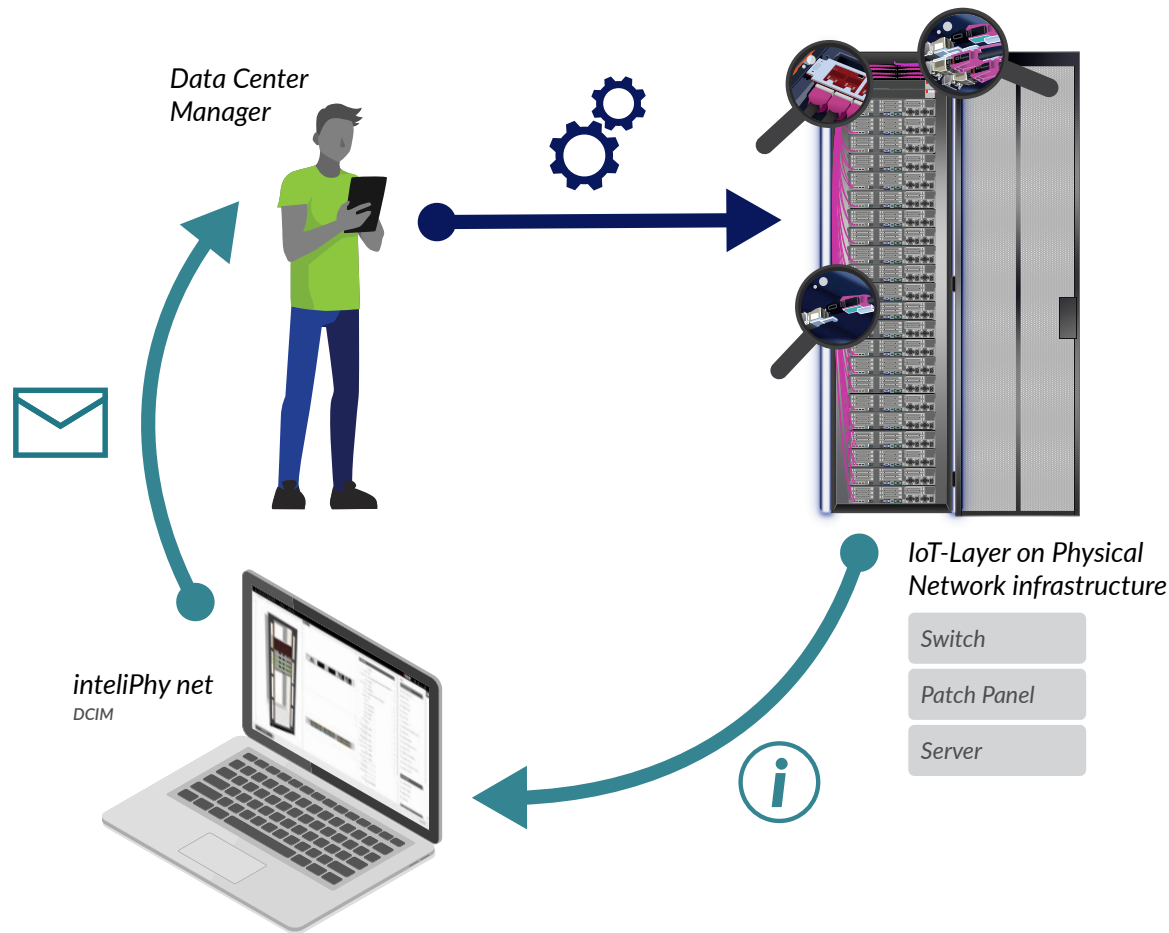 Data Center
Manager
IoT-Layer on Physical
Network infrastructure
Switch
Patch Panel
Server
inteliPhy net
DCIM
i